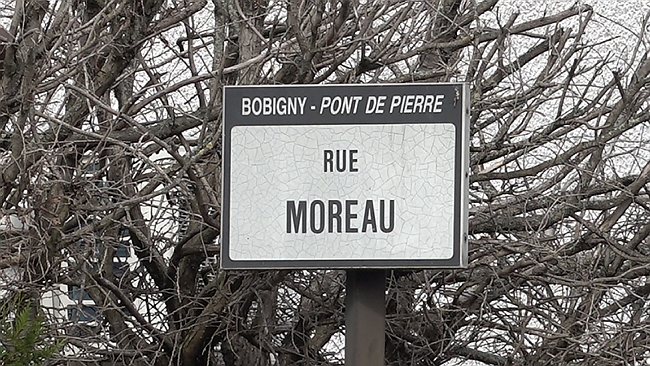 BOBIGNY - PONT DE PIERRE
RUE
MOREAU